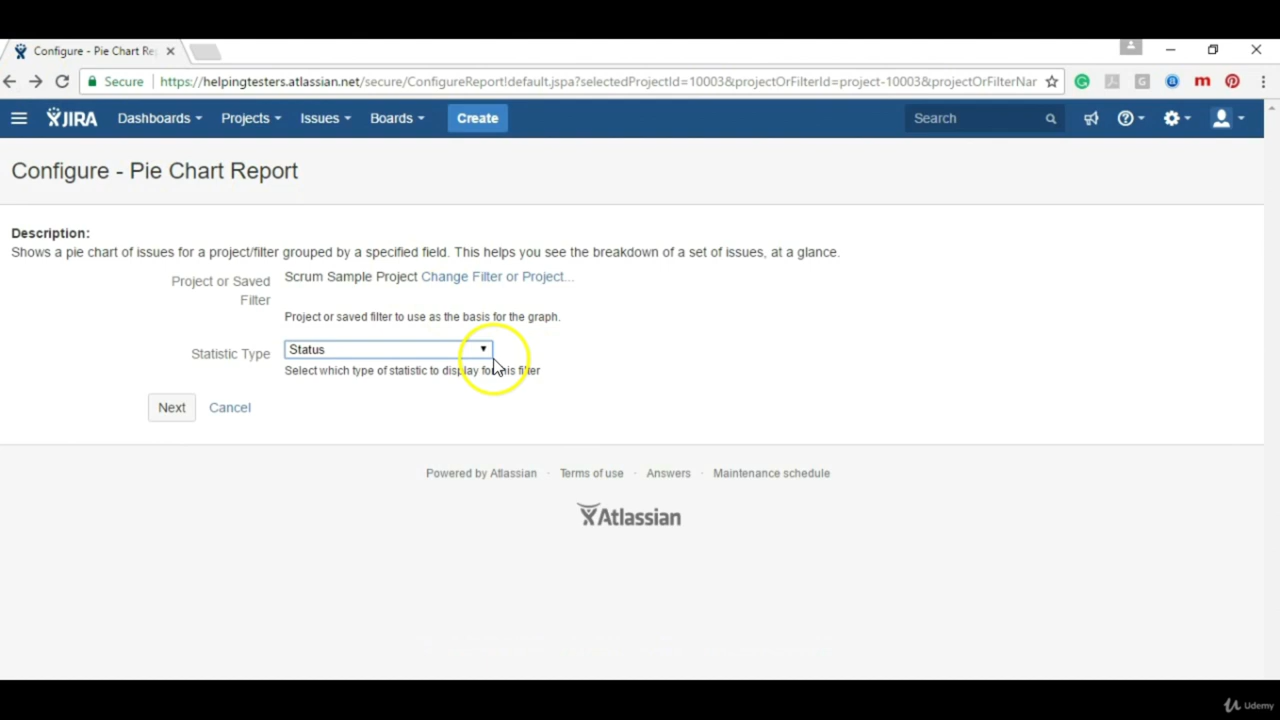 Configure - Pie Chart Re
Secure https://helpingtesters.atlassian.net/secure/ConfigureReport!default.jspa?selectedProjectId=10003&projectOrFilterId=project-10003&projectOrFilterNar
JIRA Dashboards Projects Issues Boards Create Search
Configure - Pie Chart Report
Description:
Shows a pie chart of issues for a project/filter grouped by a specified field. This helps you see the breakdown of a set of issues, at a glance.
Project or Saved Filter
Scrum Sample Project Change Filter or Project...
Project or saved filter to use as the basis for the graph.
Statistic Type Status
Select which type of statistic to display for this filter
Next Cancel
Powered by Atlassian · Terms of use · Answers · Maintenance schedule
Atlassian
Udemy